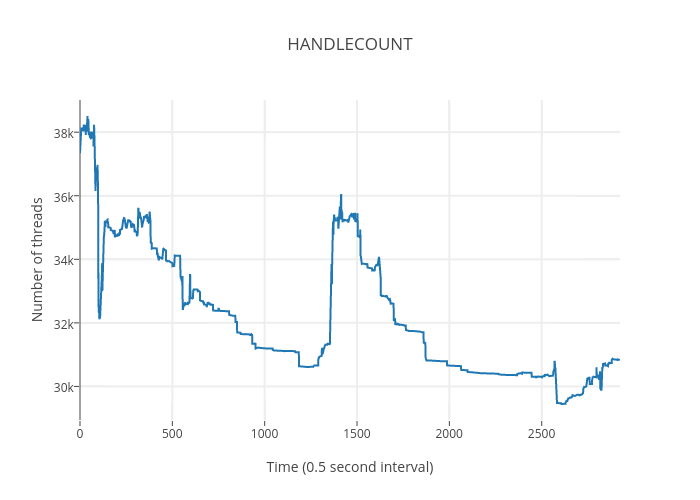 HANDLECOUNT
Number of threads
38k
36k
34k
32k
30k
0
500
1000
1500
2000
2500
Time (0.5 second interval)